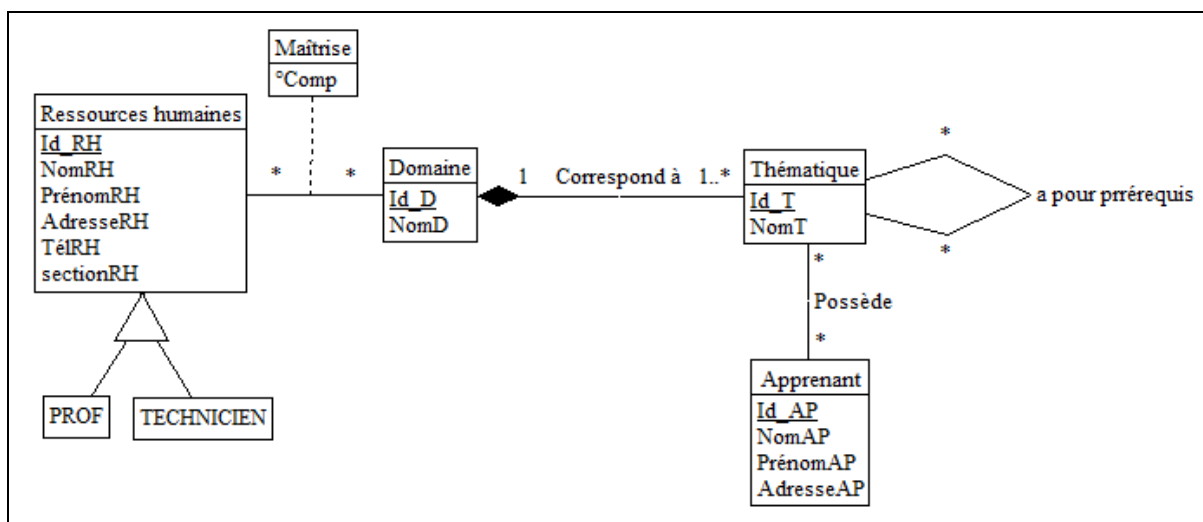 Maîtrise
°Comp
Ressources humaines
Id_RH
NomRH
PrénomRH
AdresseRH
TélRH
sectionRH
* *
Domaine
Id_D
NomD
1 Correspond à 1..*
Thématique
Id_T
NomT
*
a pour prrérequis
*
*
Possède
*
PROF
TECHNICIEN
Apprenant
Id_AP
NomAP
PrénomAP
AdresseAP